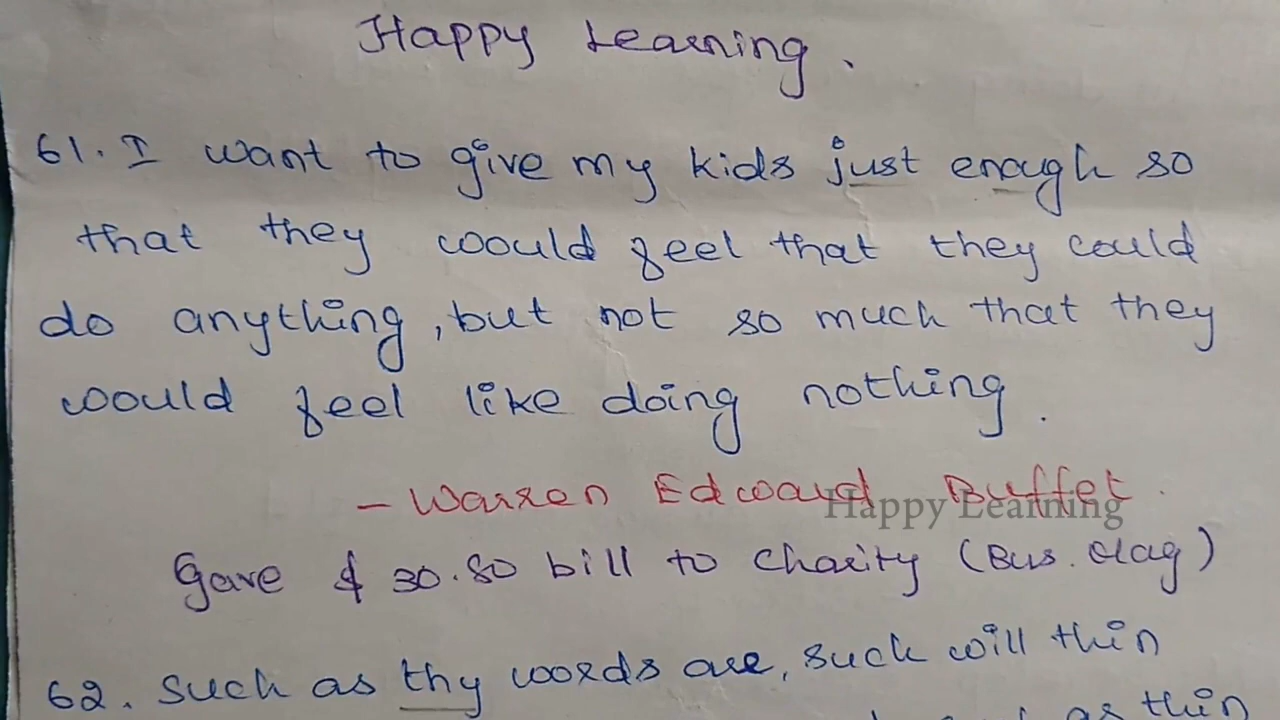 Happy Learning.
61. I want to give my kids just enough so
that they would feel that they could
do anything, but not so much that they
would feel like doing nothing.
- Warren Edward Buffet.
Happy Learning
Gave $ 30.80 bill to charity (Bus. Mag)
62. Such as thy words are, such will thin
as thin